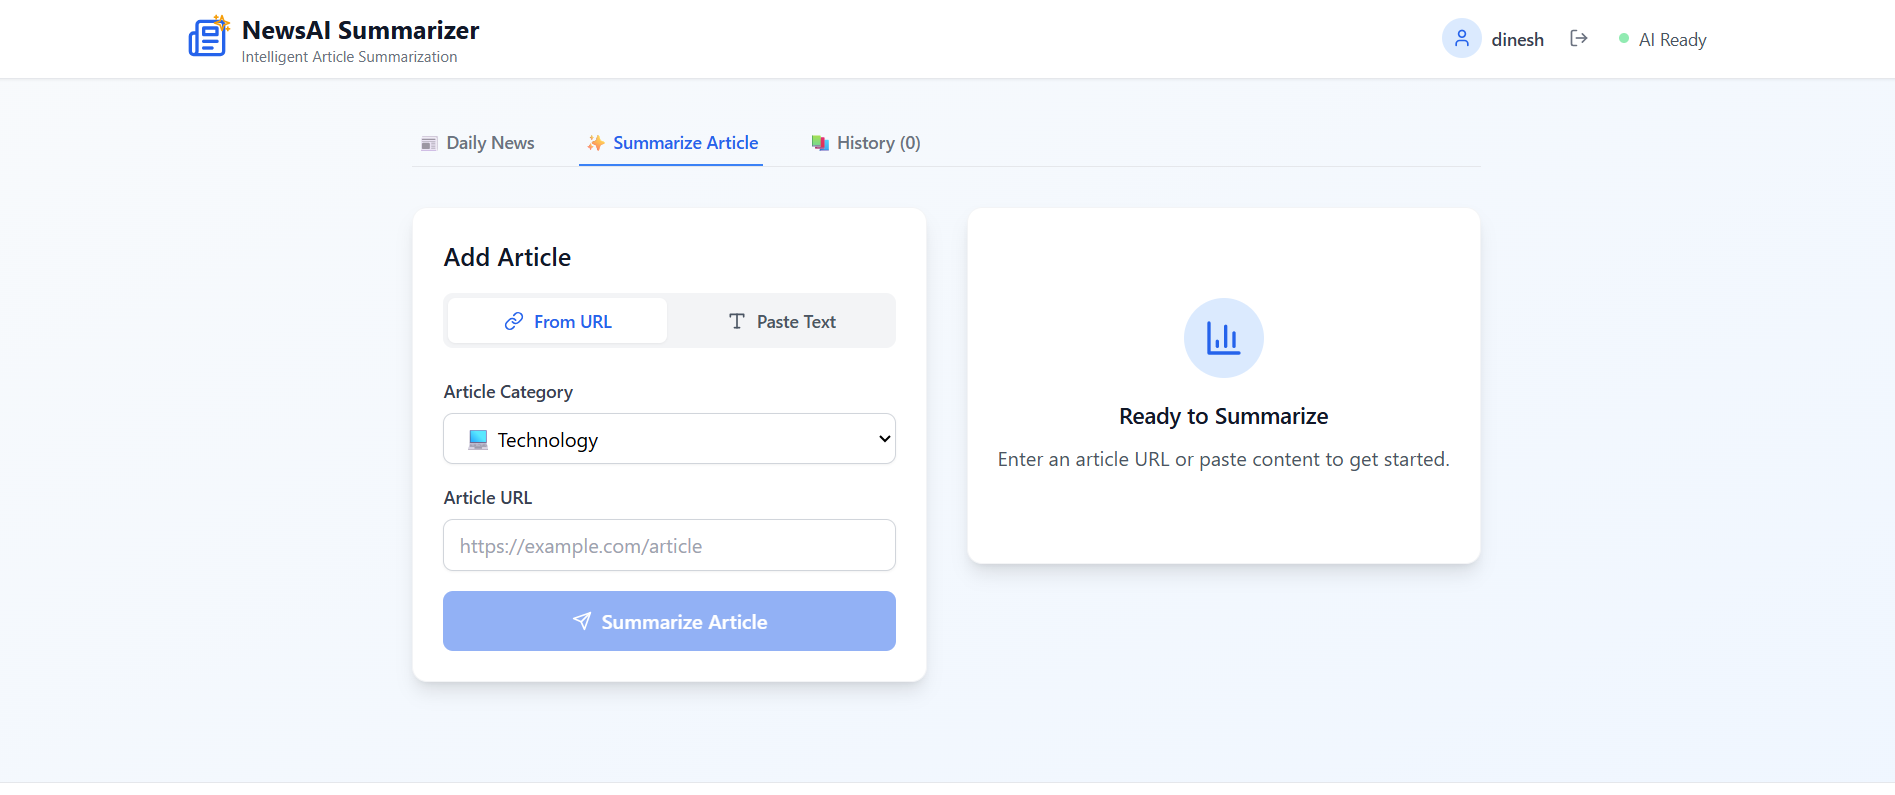 NewsAI Summarizer
Intelligent Article Summarization
dinesh
AI Ready
Daily News
Summarize Article
History (0)
Add Article
From URL
Paste Text
Article Category
Technology
Article URL
https://example.com/article
Summarize Article
Ready to Summarize
Enter an article URL or paste content to get started.